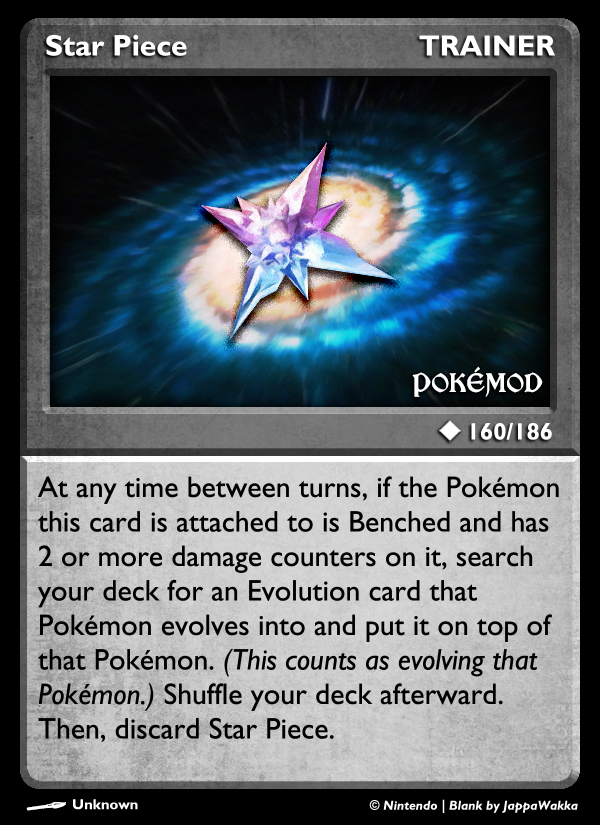 Star Piece TRAINER
POKÉMOD
◆ 160/186
At any time between turns, if the Pokémon
this card is attached to is Benched and has
2 or more damage counters on it, search
your deck for an Evolution card that
Pokémon evolves into and put it on top of
that Pokémon. (This counts as evolving that
Pokémon.) Shuffle your deck afterward.
Then, discard Star Piece.
Unknown © Nintendo | Blank by JappaWakka